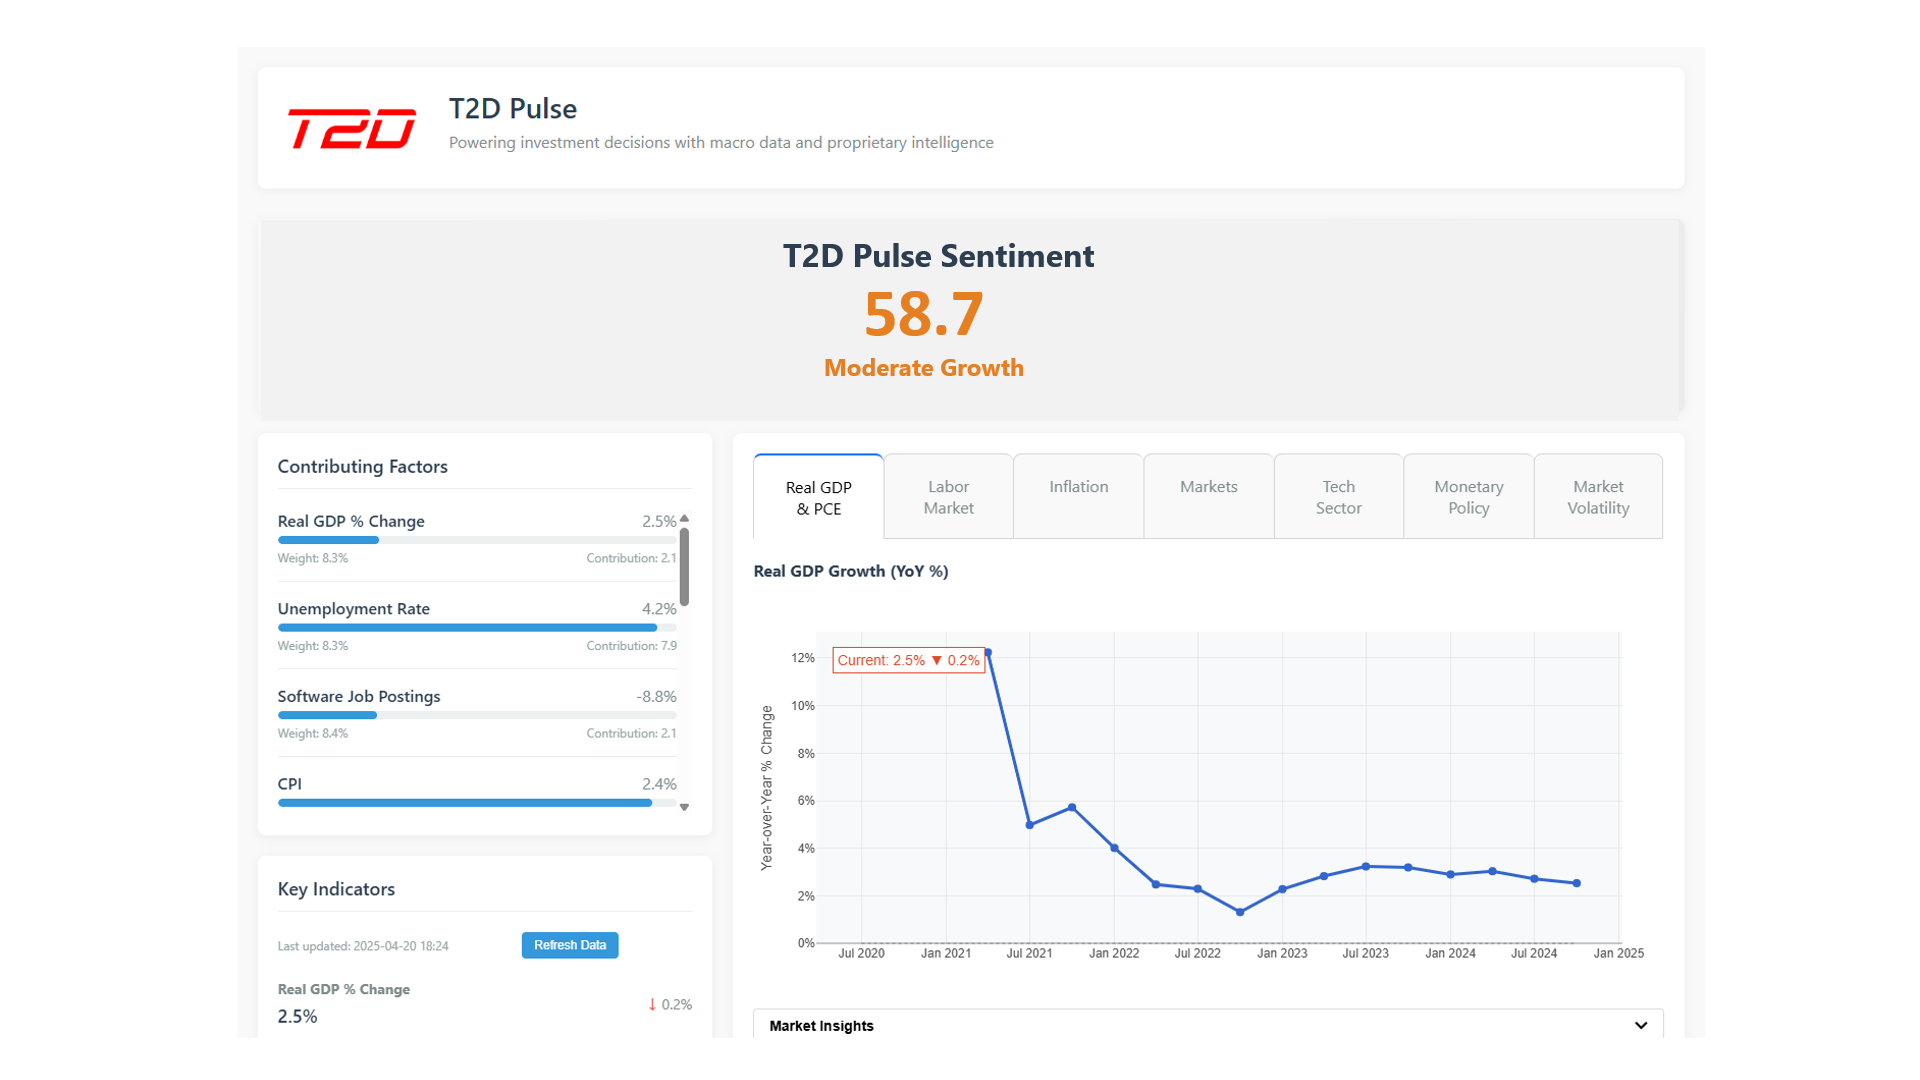 T2D
T2D Pulse
Powering investment decisions with macro data and proprietary intelligence
T2D Pulse Sentiment
58.7
Moderate Growth
Contributing Factors
Real GDP % Change 2.5%
Weight: 8.3% Contribution: 2.1
Unemployment Rate 4.2%
Weight: 8.3% Contribution: 7.9
Software Job Postings -8.8%
Weight: 8.4% Contribution: 2.1
CPI 2.4%
Key Indicators
Last updated: 2025-04-20 18:24 Refresh Data
Real GDP % Change
↓ 0.2%
2.5%
Real GDP
& PCE
Labor
Market
Inflation
Markets
Tech
Sector
Monetary
Policy
Market
Volatility
Real GDP Growth (YoY %)
Current: 2.5% ▼ 0.2%
Year-over-Year % Change
12%
10%
8%
6%
4%
2%
0%
Jul 2020 Jan 2021 Jul 2021 Jan 2022 Jul 2022 Jan 2023 Jul 2023 Jan 2024 Jul 2024 Jan 2025
Market Insights